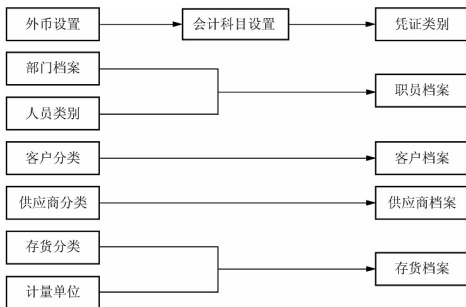 外币设置
会计科目设置
凭证类别
部门档案
职员档案
人员类别
客户分类
客户档案
供应商分类
供应商档案
存货分类
存货档案
计量单位